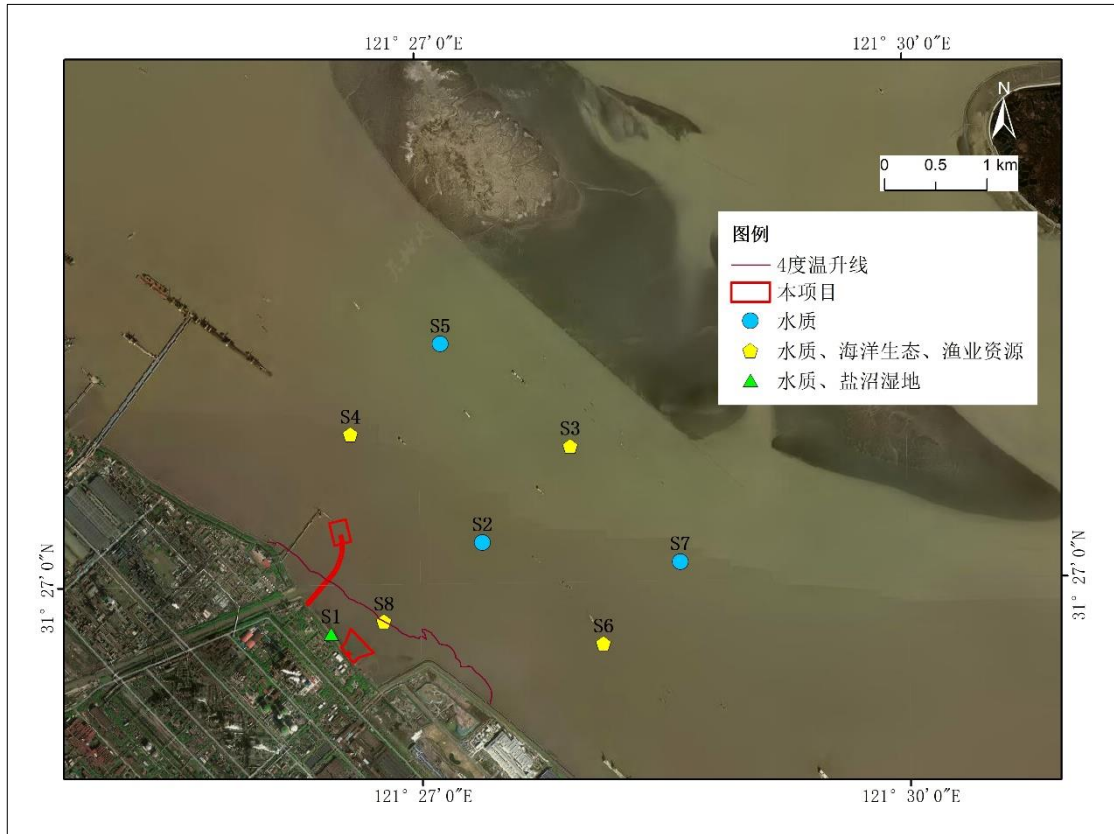 121° 27′0″E
121° 30′0″E
N
0 0.5 1 km
图例
4度温升线
本项目
水质
水质、海洋生态、渔业资源
水质、盐沼湿地
S5
S4
S3
S2
S7
S8
S1
S6
31° 27′0″N
31° 27′0″N
121° 27′0″E
121° 30′0″E